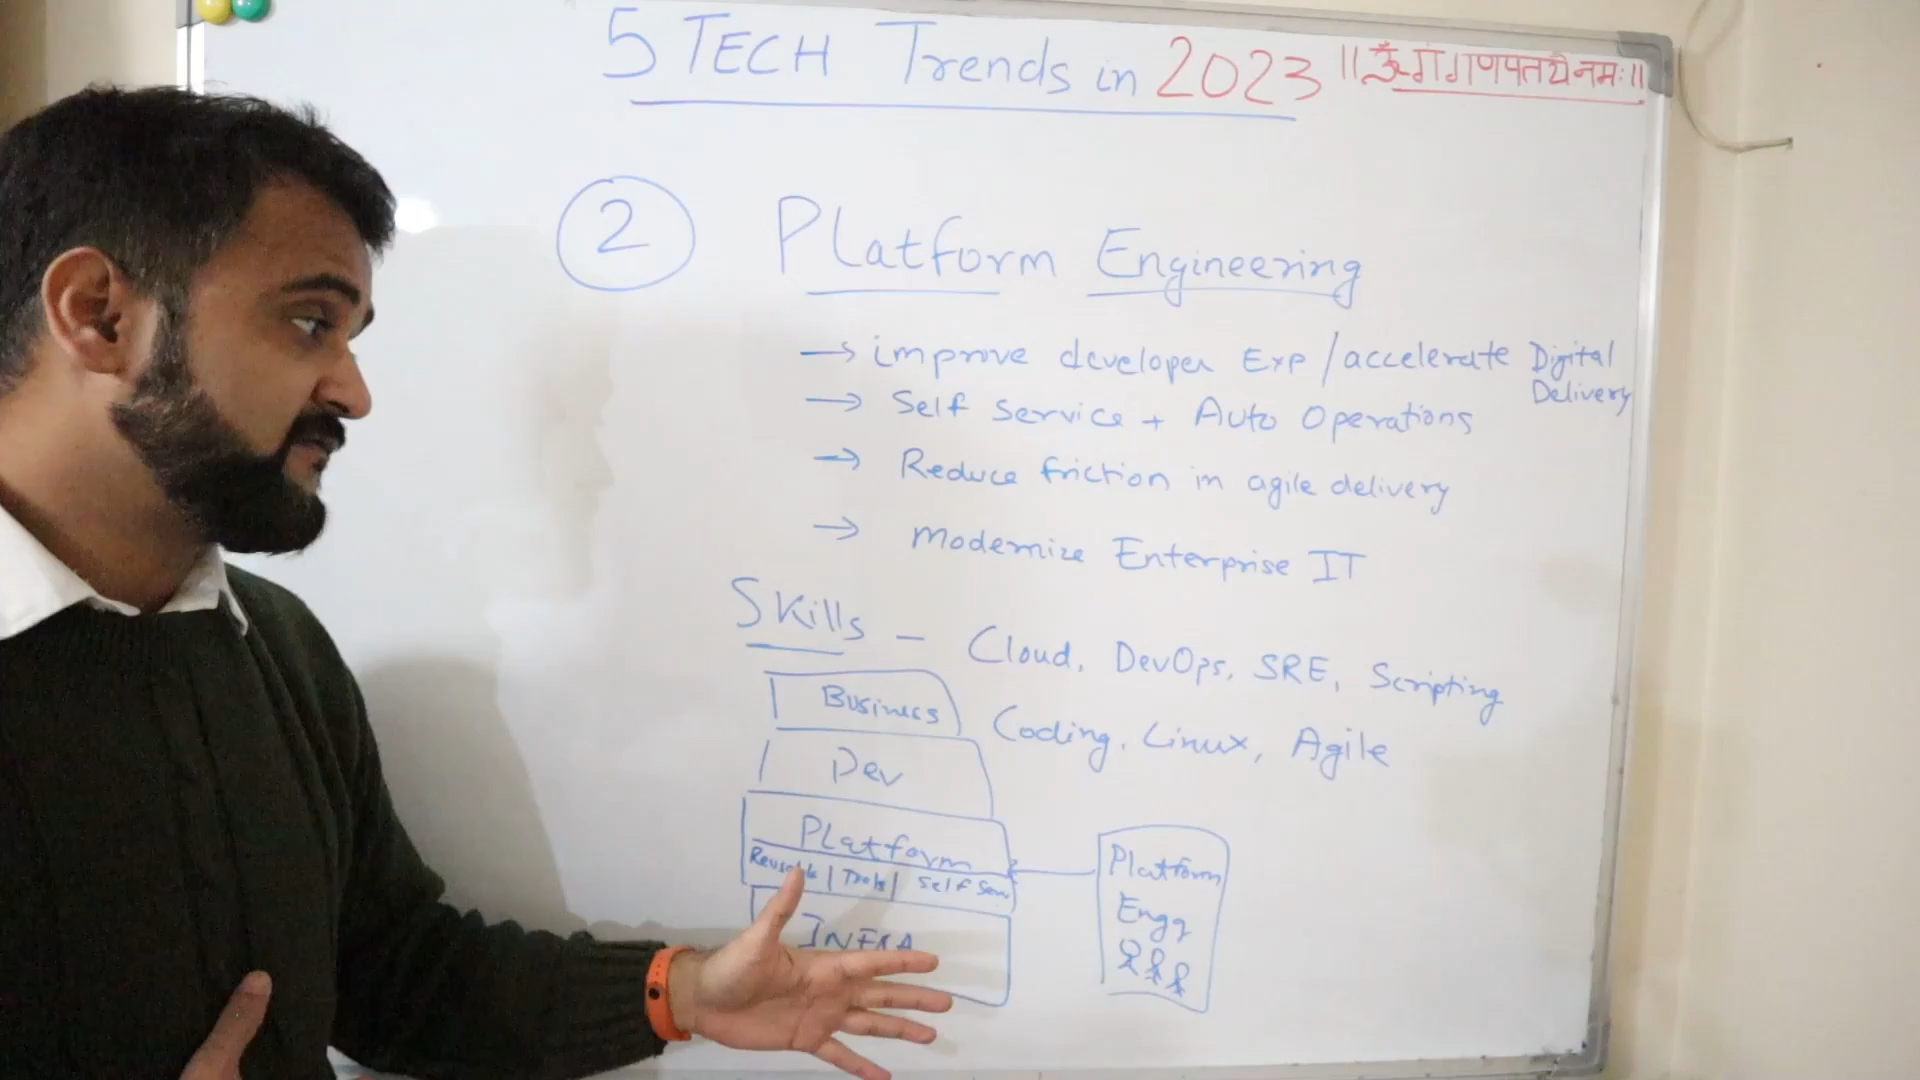 5 TECH Trends in 2023 ||ॐ गं गणपतये नमः||
2 Platform Engineering
→ improve developer Exp / accelerate Digital Delivery
→ Self Service + Auto Operations
→ Reduce friction in agile delivery
→ Modernize Enterprise IT
Skills – Cloud, DevOps, SRE, Scripting
Coding, Linux, Agile
Business
Dev
Platform
Reusable | Tools | Self Serv
INFRA
Platform
Engg